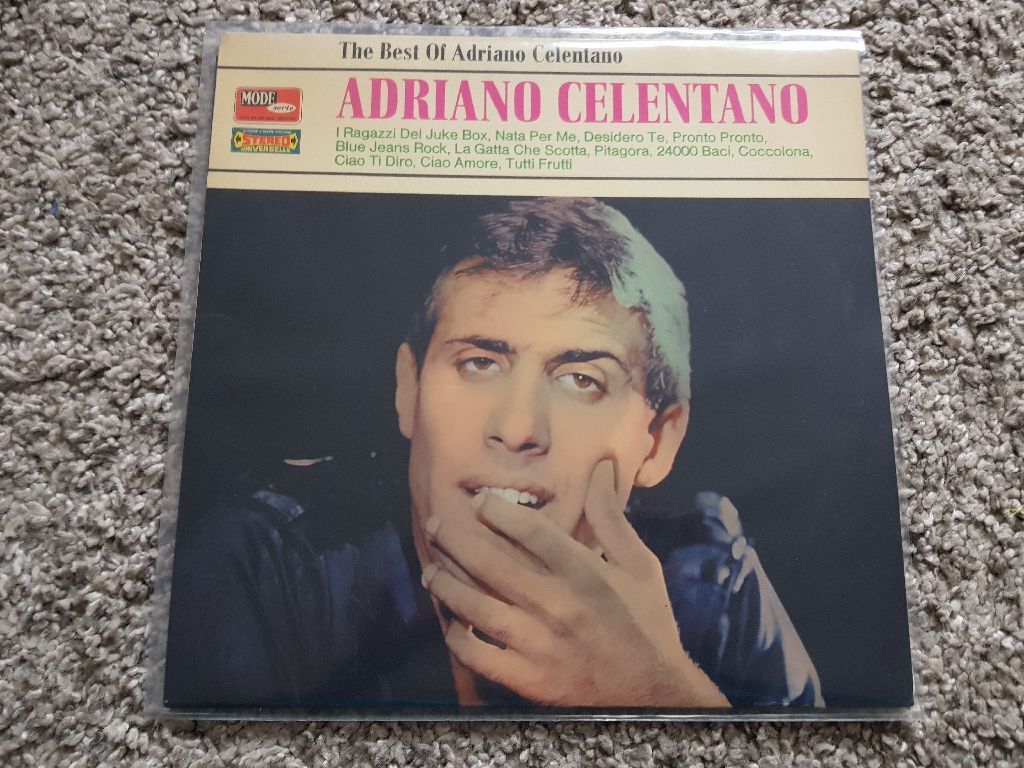 The Best Of Adriano Celentano
ADRIANO CELENTANO
MODE
serie
STEREO
UNIVERSELLE
I Ragazzi Del Juke Box, Nata Per Me, Desidero Te, Pronto Pronto,
Blue Jeans Rock, La Gatta Che Scotta, Pitagora, 24000 Baci, Coccolona,
Ciao Ti Diro, Ciao Amore, Tutti Frutti